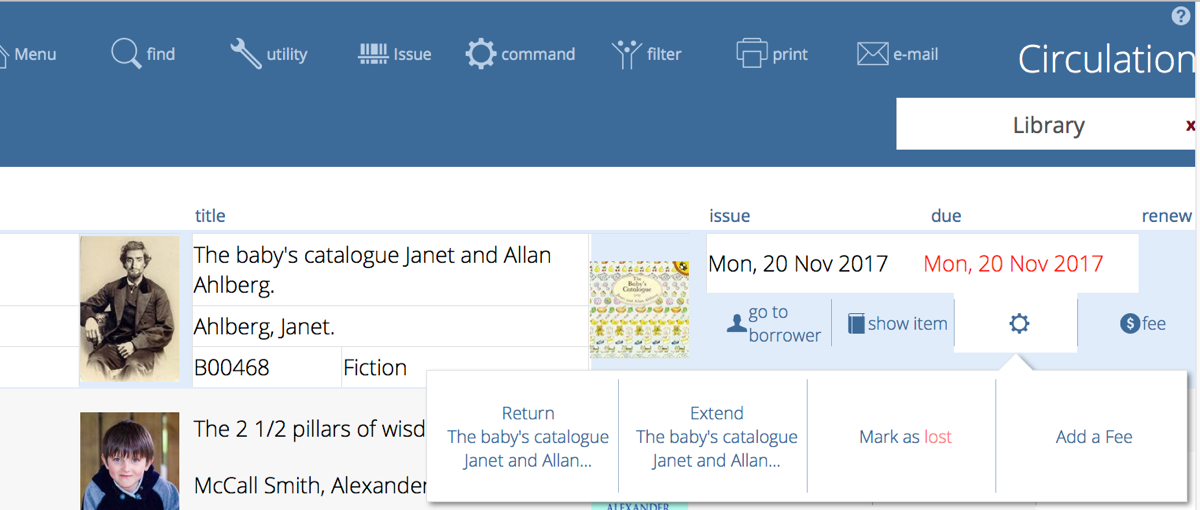 ?
Menu find utility Issue command filter print e-mail
Circulation
Library x
title issue due renew
The baby's catalogue Janet and Allan
Ahlberg.
Mon, 20 Nov 2017 Mon, 20 Nov 2017
The
Baby's
Catalogue
Ahlberg, Janet.
go to
borrower
show item
$ fee
B00468 Fiction
Return
The baby's catalogue
Janet and Allan...
Extend
The baby's catalogue
Janet and Allan...
Mark as lost
Add a Fee
The 2 1/2 pillars of wisd
McCall Smith, Alexander
ALEXANDER